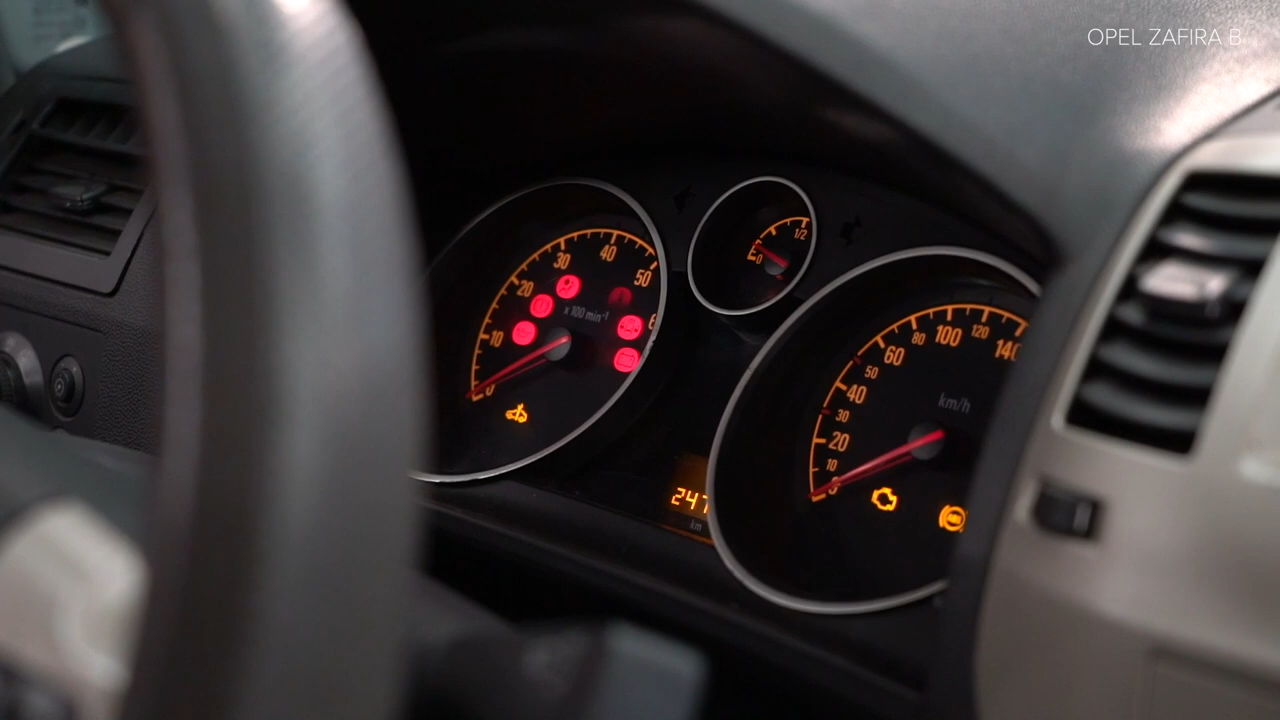 OPEL ZAFIRA B
0 10 20 30 40 50
x 100 min⁻¹
0 1/2
0 10 20 30 40 50 60 80 100 120 140
km/h
247
km